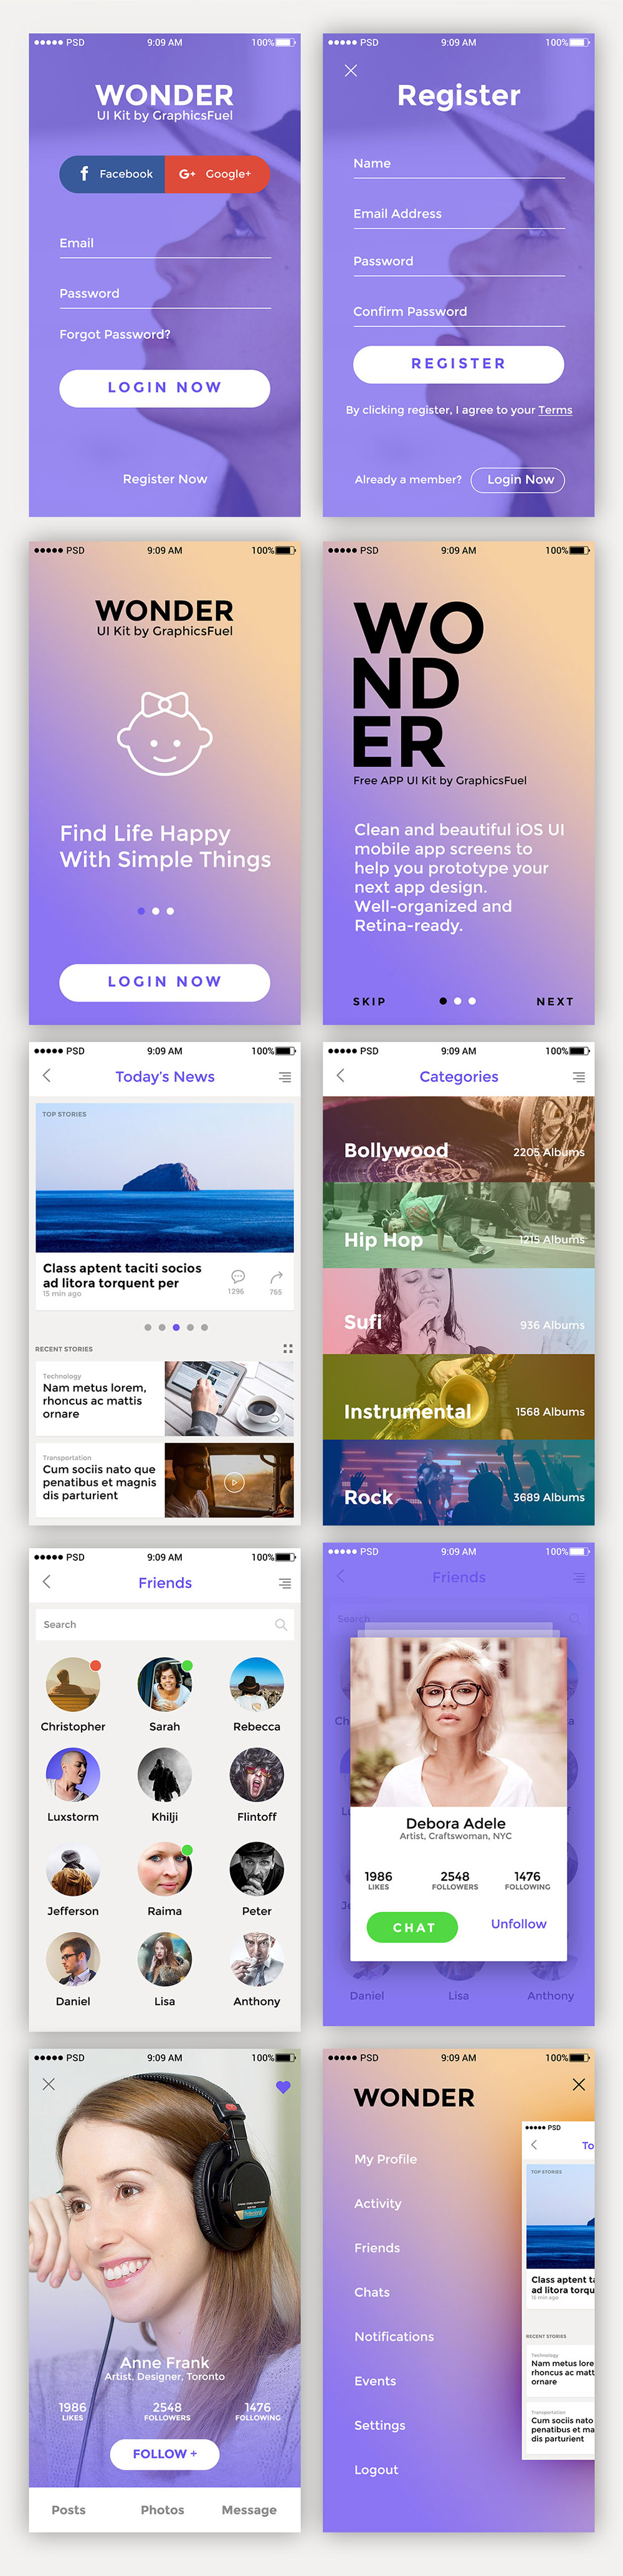 PSD 9:09 AM 100%
WONDER
UI Kit by GraphicsFuel
f Facebook G+ Google+
Email
Password
Forgot Password?
LOGIN NOW
Register Now
PSD 9:09 AM 100%
Register
Name
Email Address
Password
Confirm Password
REGISTER
By clicking register, I agree to your Terms
Already a member? Login Now
PSD 9:09 AM 100%
WONDER
UI Kit by GraphicsFuel
Find Life Happy
With Simple Things
LOGIN NOW
PSD 9:09 AM 100%
WO
ND
ER
Free APP UI Kit by GraphicsFuel
Clean and beautiful iOS UI
mobile app screens to
help you prototype your
next app design.
Well-organized and
Retina-ready.
SKIP NEXT
PSD 9:09 AM 100%
Today's News
TOP STORIES
Class aptent taciti socios
ad litora torquent per
15 min ago
1296 765
RECENT STORIES
Technology
Nam metus lorem,
rhoncus ac mattis
ornare
Transportation
Cum sociis nato que
penatibus et magnis
dis parturient
PSD 9:09 AM 100%
Categories
Bollywood 2205 Albums
Hip Hop 1215 Albums
Sufi 936 Albums
Instrumental 1568 Albums
Rock 3689 Albums
PSD 9:09 AM 100%
Friends
Search
Christopher Sarah Rebecca
Luxstorm Khilji Flintoff
Jefferson Raima Peter
Daniel Lisa Anthony
PSD 9:09 AM 100%
Friends
Search
Ch a
Lu f
Je
Debora Adele
Artist, Craftswoman, NYC
1986 2548 1476
LIKES FOLLOWERS FOLLOWING
CHAT Unfollow
Daniel Lisa Anthony
PSD 9:09 AM 100%
Anne Frank
Artist, Designer, Toronto
1986 2548 1476
LIKES FOLLOWERS FOLLOWING
FOLLOW +
Posts Photos Message
PSD 9:09 AM 100%
WONDER
My Profile
Activity
Friends
Chats
Notifications
Events
Settings
Logout
PSD
To
TOP STORIES
Class aptent ta
ad litora torqu
15 min ago
RECENT STORIES
Technology
Nam metus lore
rhoncus ac matt
ornare
Transportation
Cum sociis nato
penatibus et ma
dis parturient